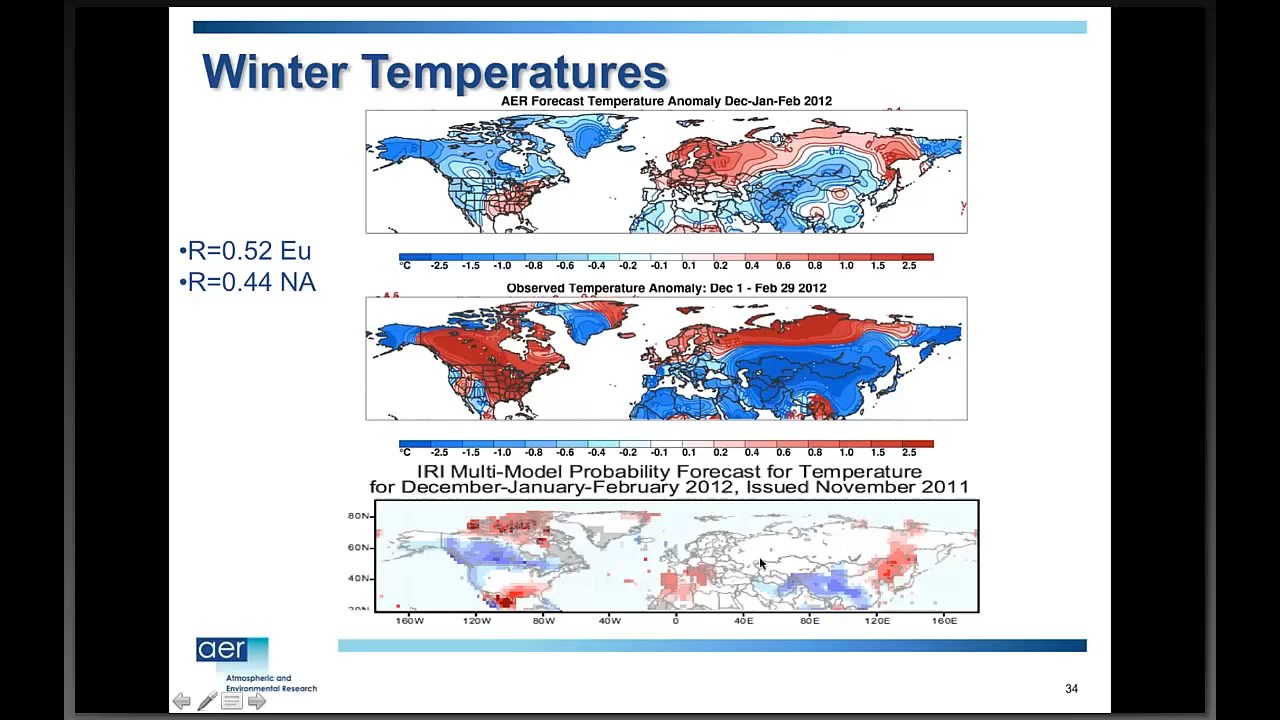 Winter Temperatures
AER Forecast Temperature Anomaly Dec-Jan-Feb 2012
•R=0.52 Eu
•R=0.44 NA
°C -2.5 -1.5 -1.0 -0.8 -0.6 -0.4 -0.2 -0.1 0.1 0.2 0.4 0.6 0.8 1.0 1.5 2.5
Observed Temperature Anomaly: Dec 1 - Feb 29 2012
°C -2.5 -1.5 -1.0 -0.8 -0.6 -0.4 -0.2 -0.1 0.1 0.2 0.4 0.6 0.8 1.0 1.5 2.5
IRI Multi-Model Probability Forecast for Temperature
for December-January-February 2012, Issued November 2011
80N
60N
40N
20N
160W 120W 80W 40W 0 40E 80E 120E 160E
aer
Atmospheric and
Environmental Research
34